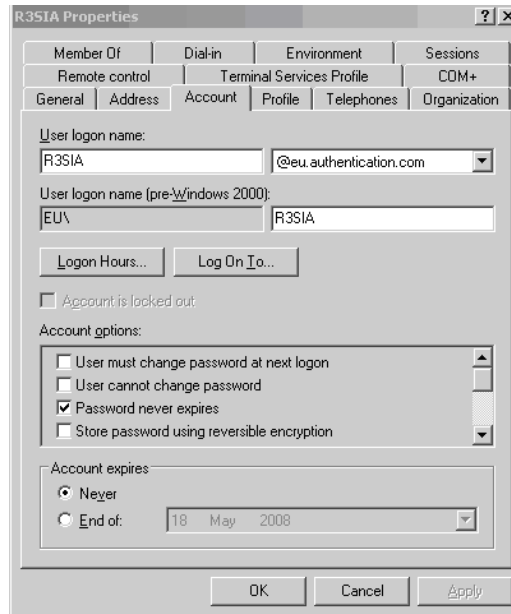 R3SIA Properties
Member Of Dial-in Environment Sessions
Remote control Terminal Services Profile COM+
General Address Account Profile Telephones Organization
User logon name:
R3SIA @eu.authentication.com
User logon name (pre-Windows 2000):
EU\ R3SIA
Logon Hours... Log On To...
Account is locked out
Account options:
User must change password at next logon
User cannot change password
Password never expires
Store password using reversible encryption
Account expires
Never
End of: 18 May 2008
OK Cancel Apply